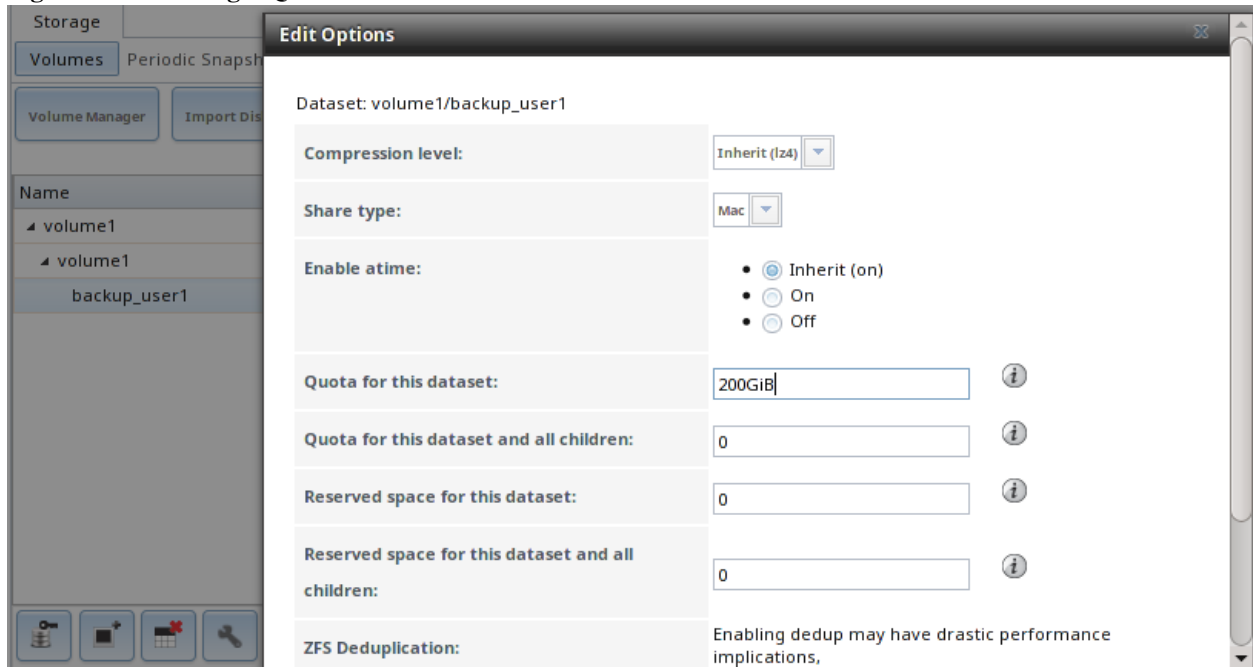 Storage
Volumes Periodic Snapsh
Volume Manager Import Dis
Name
volume1
volume1
backup_user1
Edit Options
Dataset: volume1/backup_user1
Compression level: Inherit (lz4)
Share type: Mac
Enable atime: Inherit (on)
On
Off
Quota for this dataset: 200GiB
Quota for this dataset and all children: 0
Reserved space for this dataset: 0
Reserved space for this dataset and all
children: 0
ZFS Deduplication: Enabling dedup may have drastic performance
implications,